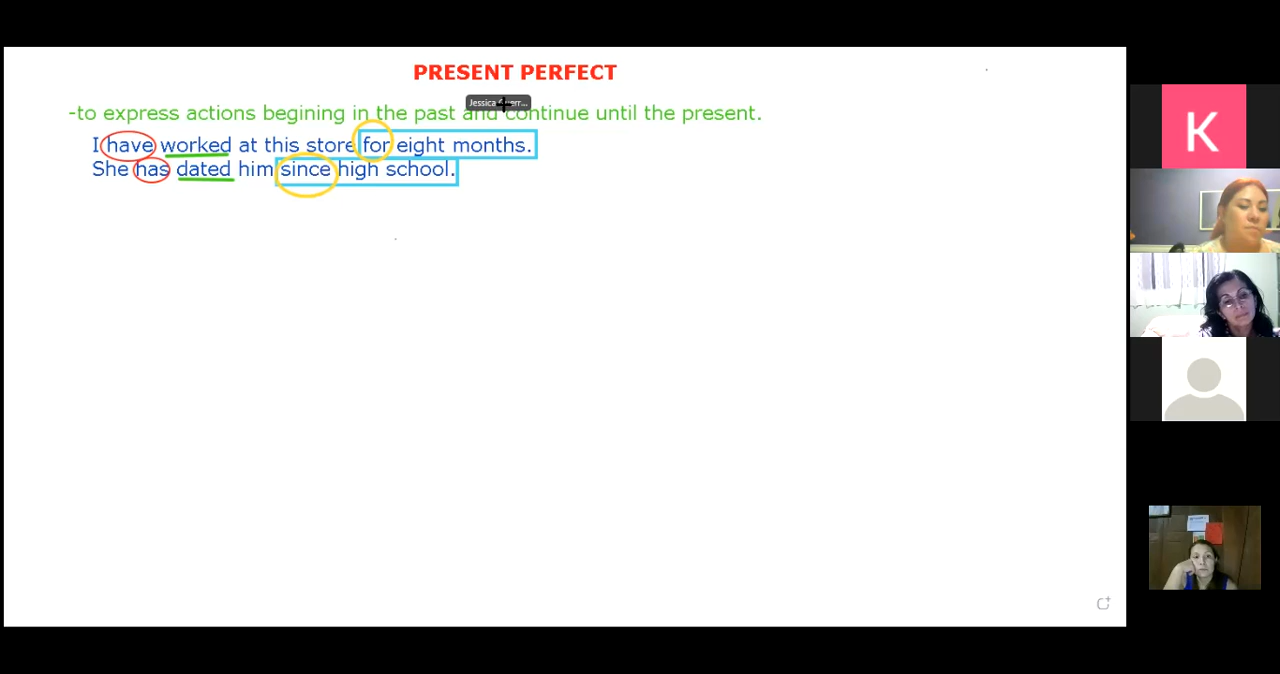 PRESENT PERFECT
Jessica
-to express actions begining in the past and continue until the present.
I have worked at this store for eight months.
She has dated him since high school.
K